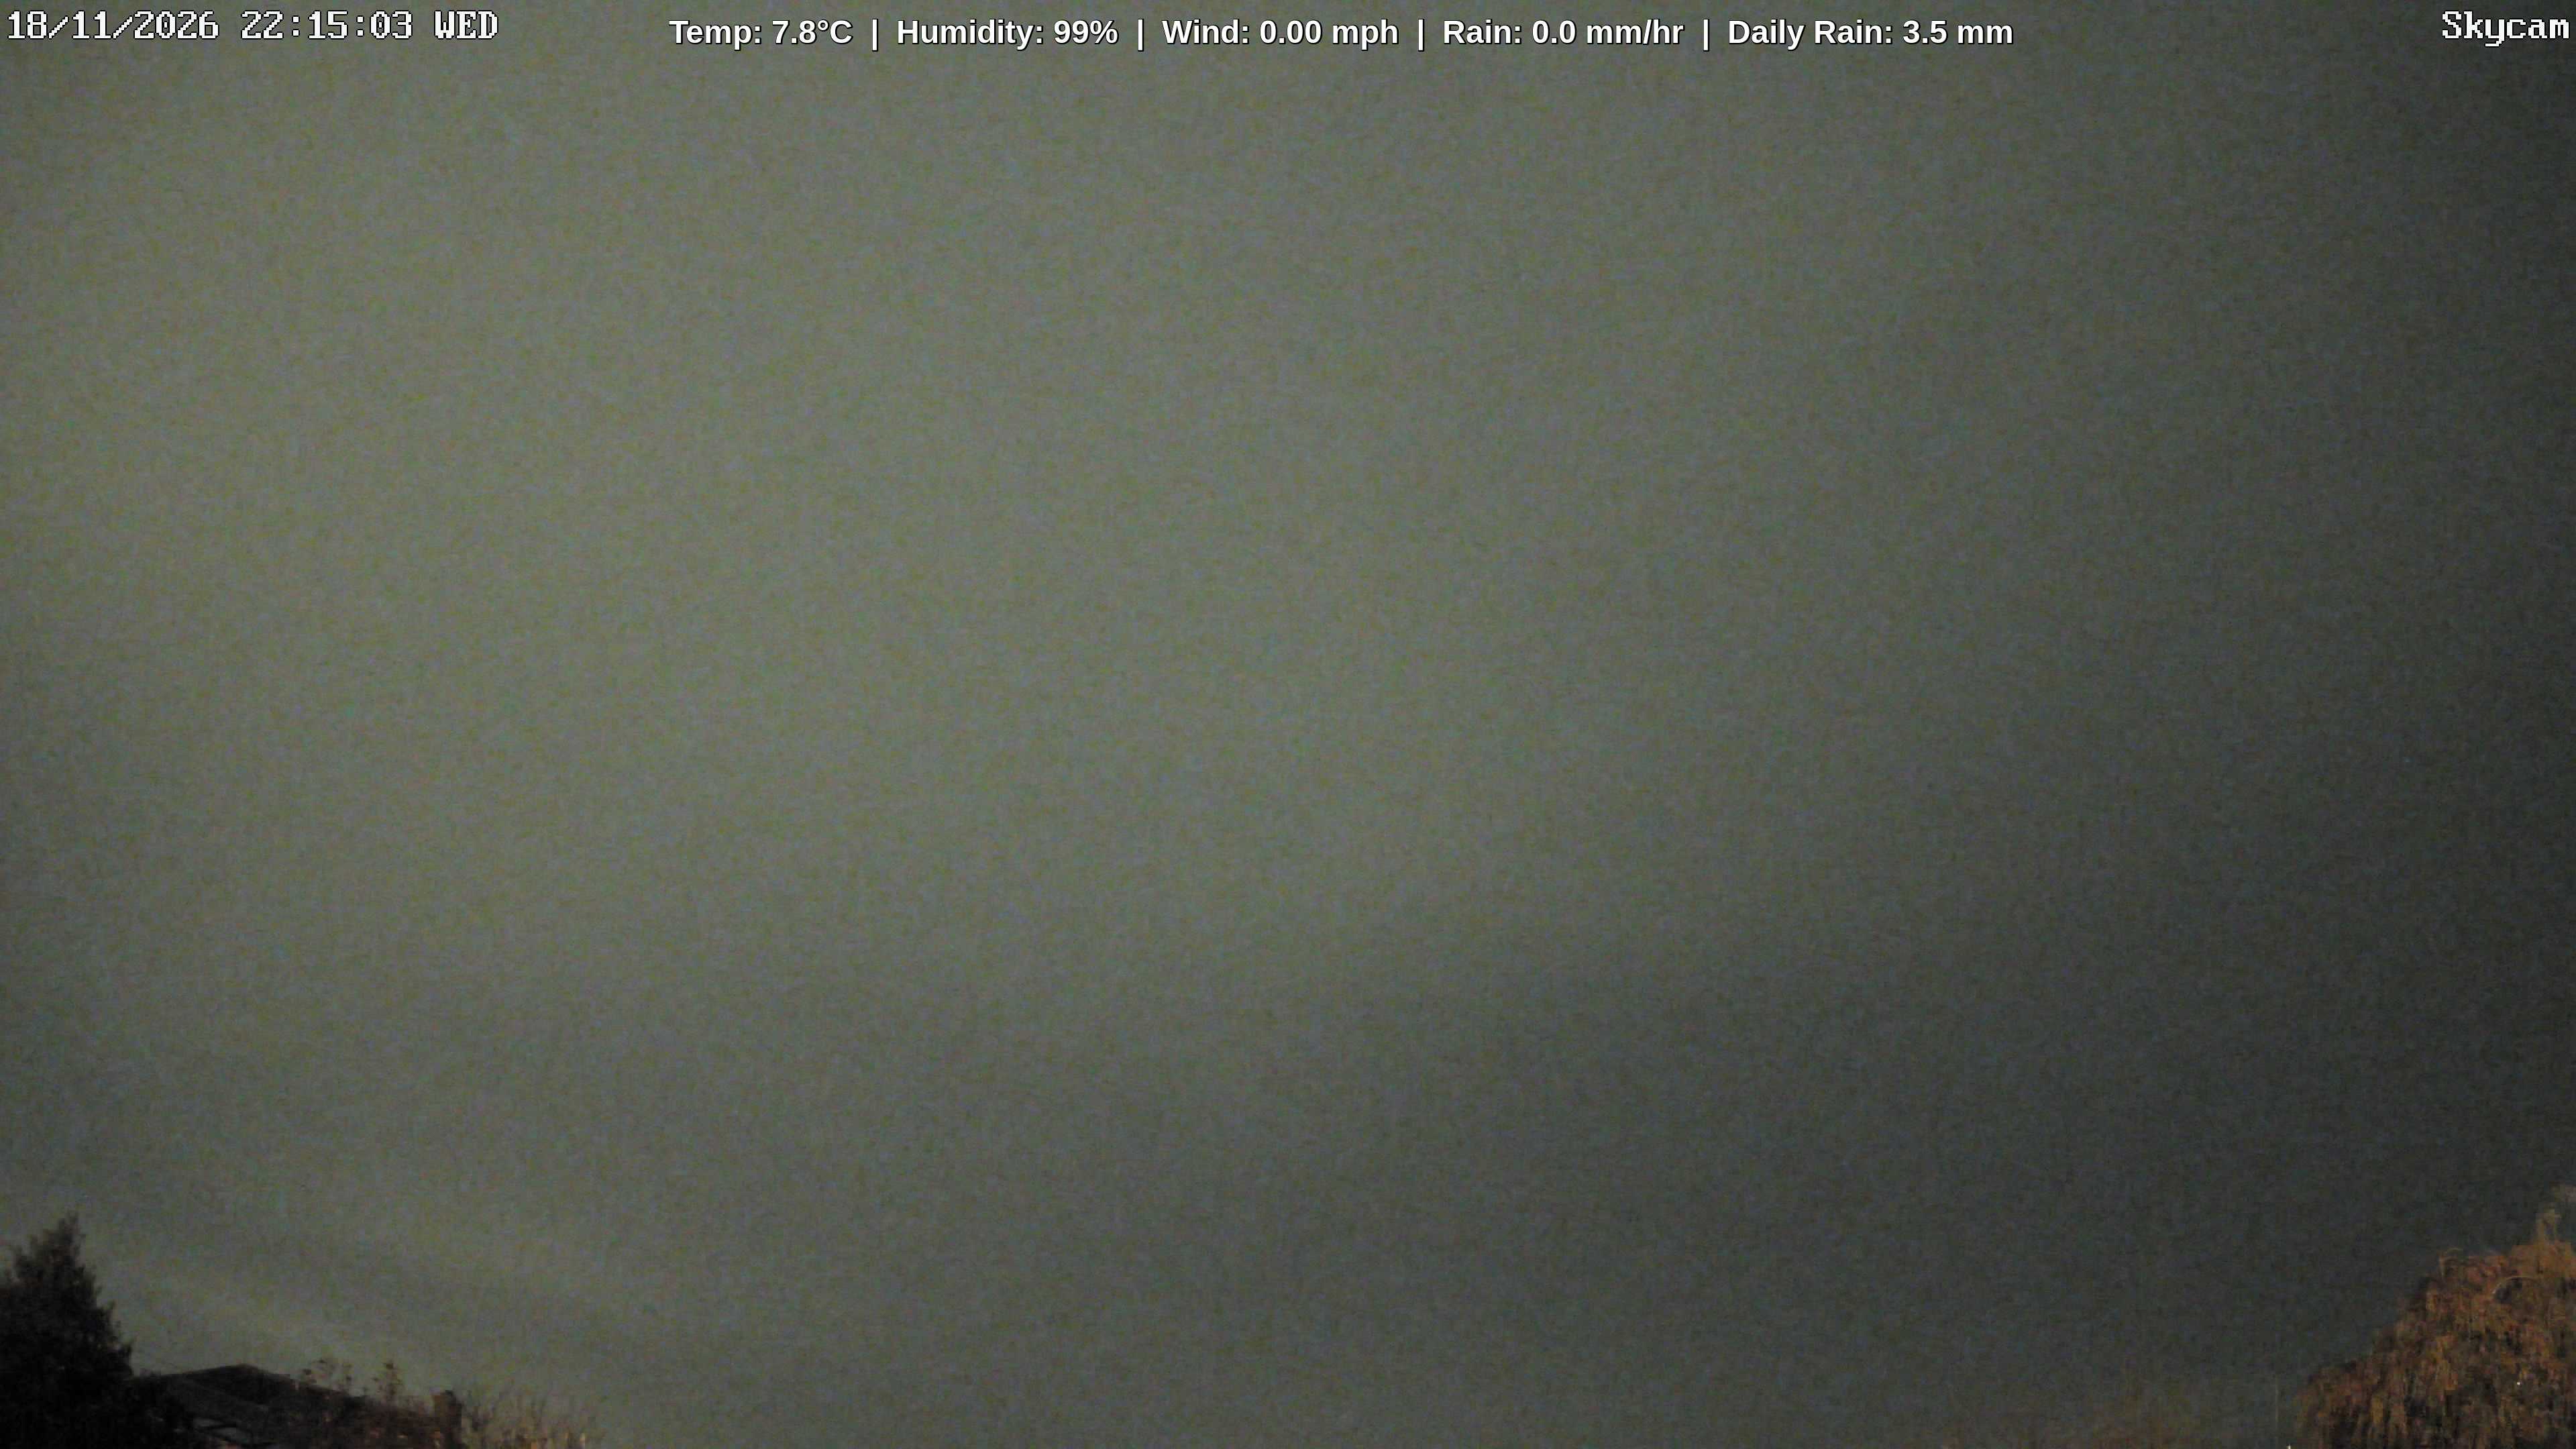 18/11/2026 22:15:03 WED
Temp: 7.8°C | Humidity: 99% | Wind: 0.00 mph | Rain: 0.0 mm/hr | Daily Rain: 3.5 mm
Skycam